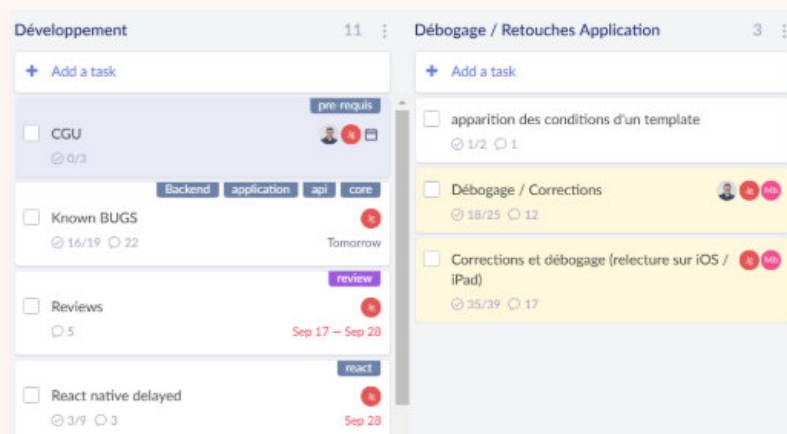 Développement 11
+ Add a task
pre-requis
CGU
0/3
Backend application api core
Known BUGS
16/19 22 Tomorrow
review
Reviews
5 Sep 17 — Sep 28
react
React native delayed
3/9 3 Sep 28
Débogage / Retouches Application 3
+ Add a task
apparition des conditions d'un template
1/2 1
Débogage / Corrections Mb
18/25 12
Corrections et débogage (relecture sur iOS / Mb
iPad)
35/39 17